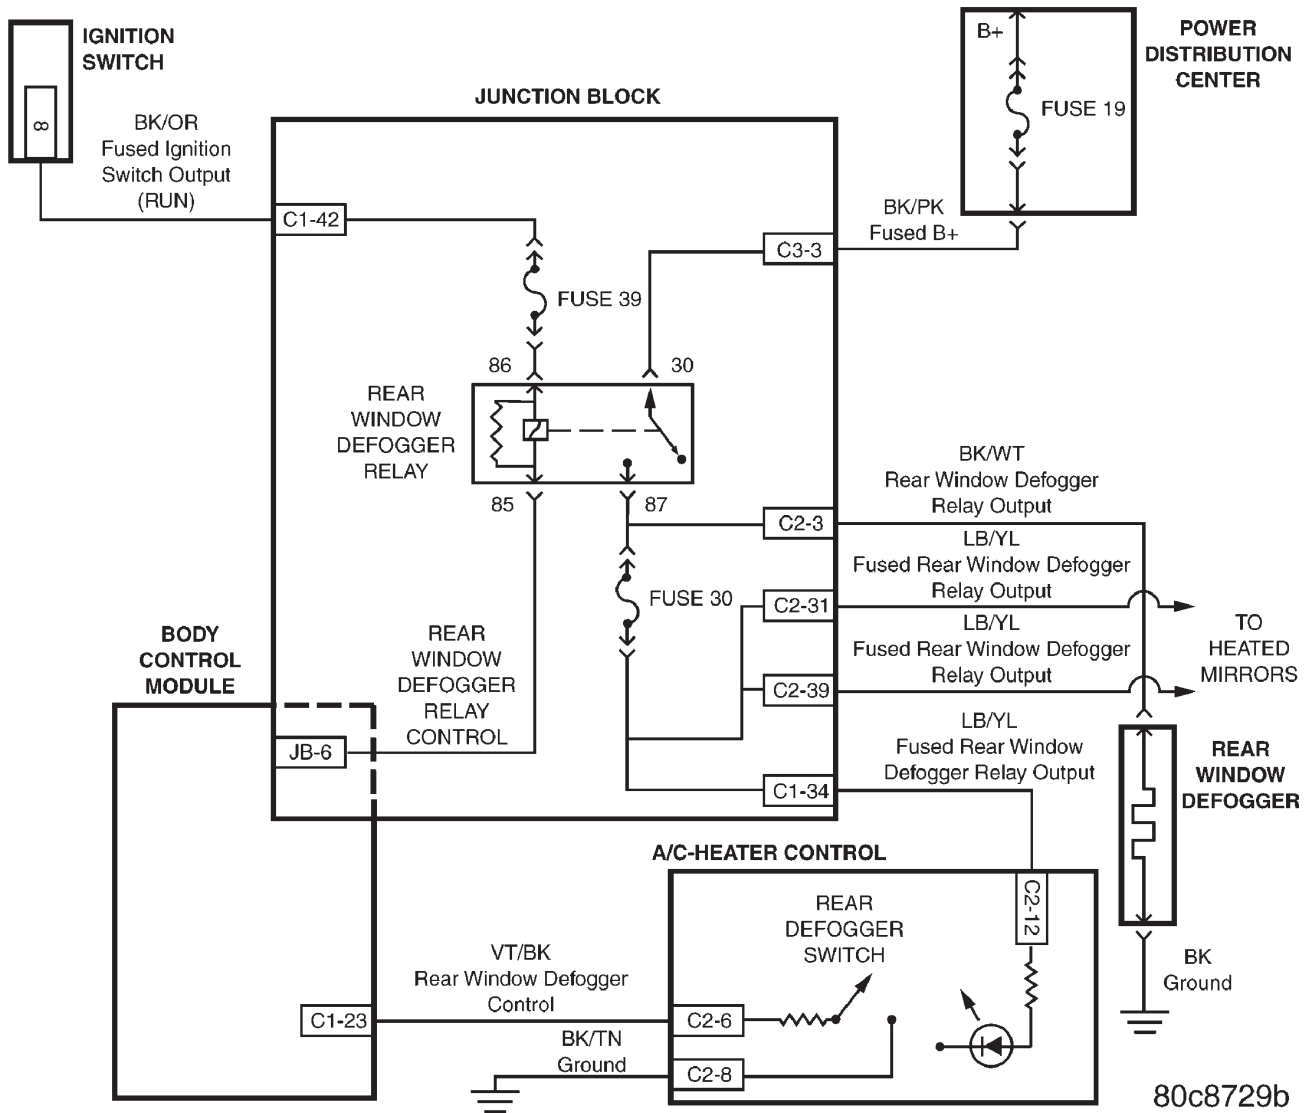 IGNITION
SWITCH
8
BK/OR
Fused Ignition
Switch Output
(RUN)
JUNCTION BLOCK
B+
FUSE 19
POWER
DISTRIBUTION
CENTER
BK/PK
Fused B+
C1-42
C3-3
FUSE 39
86
30
REAR
WINDOW
DEFOGGER
RELAY
85
87
C2-3
BK/WT
Rear Window Defogger
Relay Output
LB/YL
Fused Rear Window Defogger
Relay Output
FUSE 30
C2-31
LB/YL
Fused Rear Window Defogger
Relay Output
C2-39
TO
HEATED
MIRRORS
BODY
CONTROL
MODULE
REAR
WINDOW
DEFOGGER
RELAY
CONTROL
JB-6
LB/YL
Fused Rear Window
Defogger Relay Output
C1-34
REAR
WINDOW
DEFOGGER
A/C-HEATER CONTROL
C2-12
REAR
DEFOGGER
SWITCH
VT/BK
Rear Window Defogger
Control
C1-23
C2-6
BK/TN
Ground
C2-8
BK
Ground
80c8729b